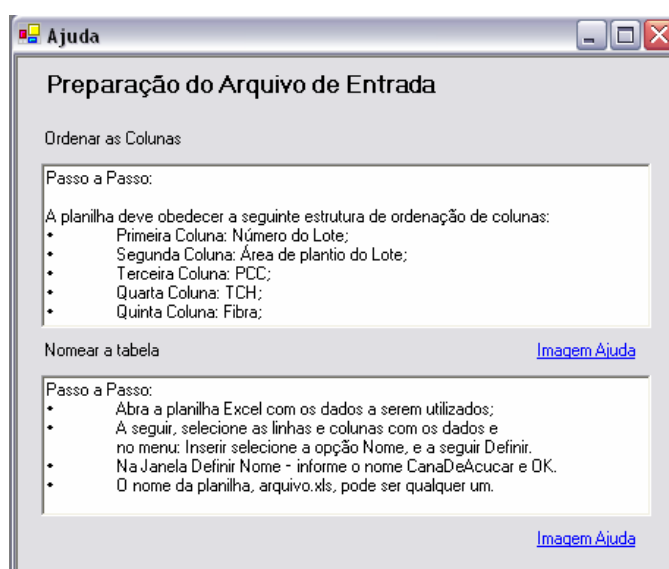 Ajuda
Preparação do Arquivo de Entrada
Ordenar as Colunas
Passo a Passo:
A planilha deve obedecer a seguinte estrutura de ordenação de colunas:
• Primeira Coluna: Número do Lote;
• Segunda Coluna: Área de plantio do Lote;
• Terceira Coluna: PCC;
• Quarta Coluna: TCH;
• Quinta Coluna: Fibra;
Nomear a tabela
Imagem Ajuda
Passo a Passo:
• Abra a planilha Excel com os dados a serem utilizados;
• A seguir, selecione as linhas e colunas com os dados e
no menu: Inserir selecione a opção Nome, e a seguir Definir.
• Na Janela Definir Nome - informe o nome CanaDeAcucar e OK.
• O nome da planilha, arquivo.xls, pode ser qualquer um.
Imagem Ajuda